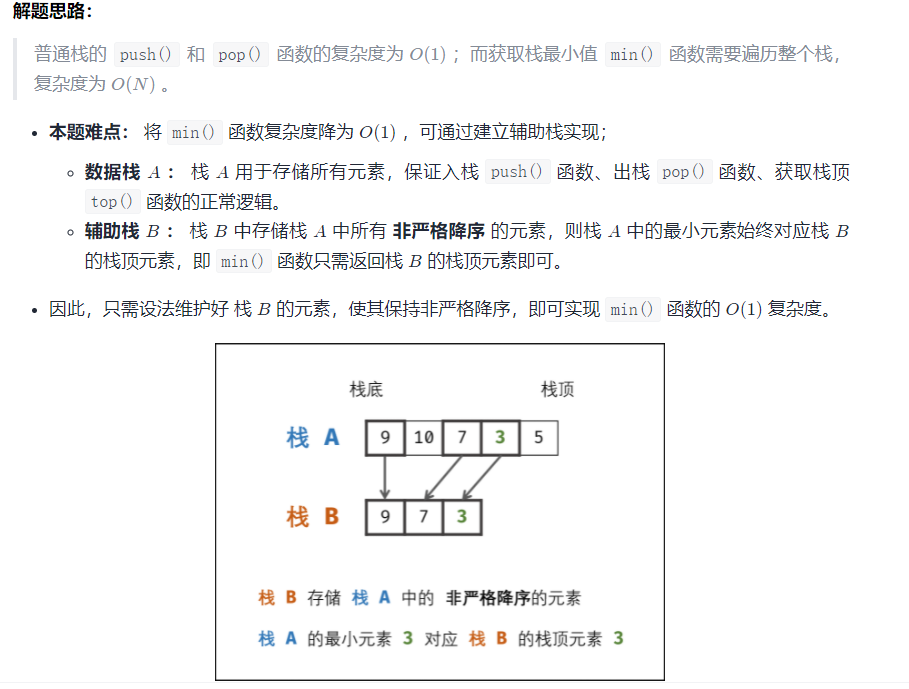 解题思路：
普通栈的 push() 和 pop() 函数的复杂度为 O(1) ；而获取栈最小值 min() 函数需要遍历整个栈，
复杂度为 O(N) 。
• 本题难点： 将 min() 函数复杂度降为 O(1) ，可通过建立辅助栈实现；
◦ 数据栈 A ： 栈 A 用于存储所有元素，保证入栈 push() 函数、出栈 pop() 函数、获取栈顶
top() 函数的正常逻辑。
◦ 辅助栈 B ： 栈 B 中存储栈 A 中所有 非严格降序 的元素，则栈 A 中的最小元素始终对应栈 B
的栈顶元素，即 min() 函数只需返回栈 B 的栈顶元素即可。
• 因此，只需设法维护好 栈 B 的元素，使其保持非严格降序，即可实现 min() 函数的 O(1) 复杂度。
栈底 栈顶
栈 A 9 10 7 3 5
栈 B 9 7 3
栈 B 存储 栈 A 中的 非严格降序的元素
栈 A 的最小元素 3 对应 栈 B 的栈顶元素 3